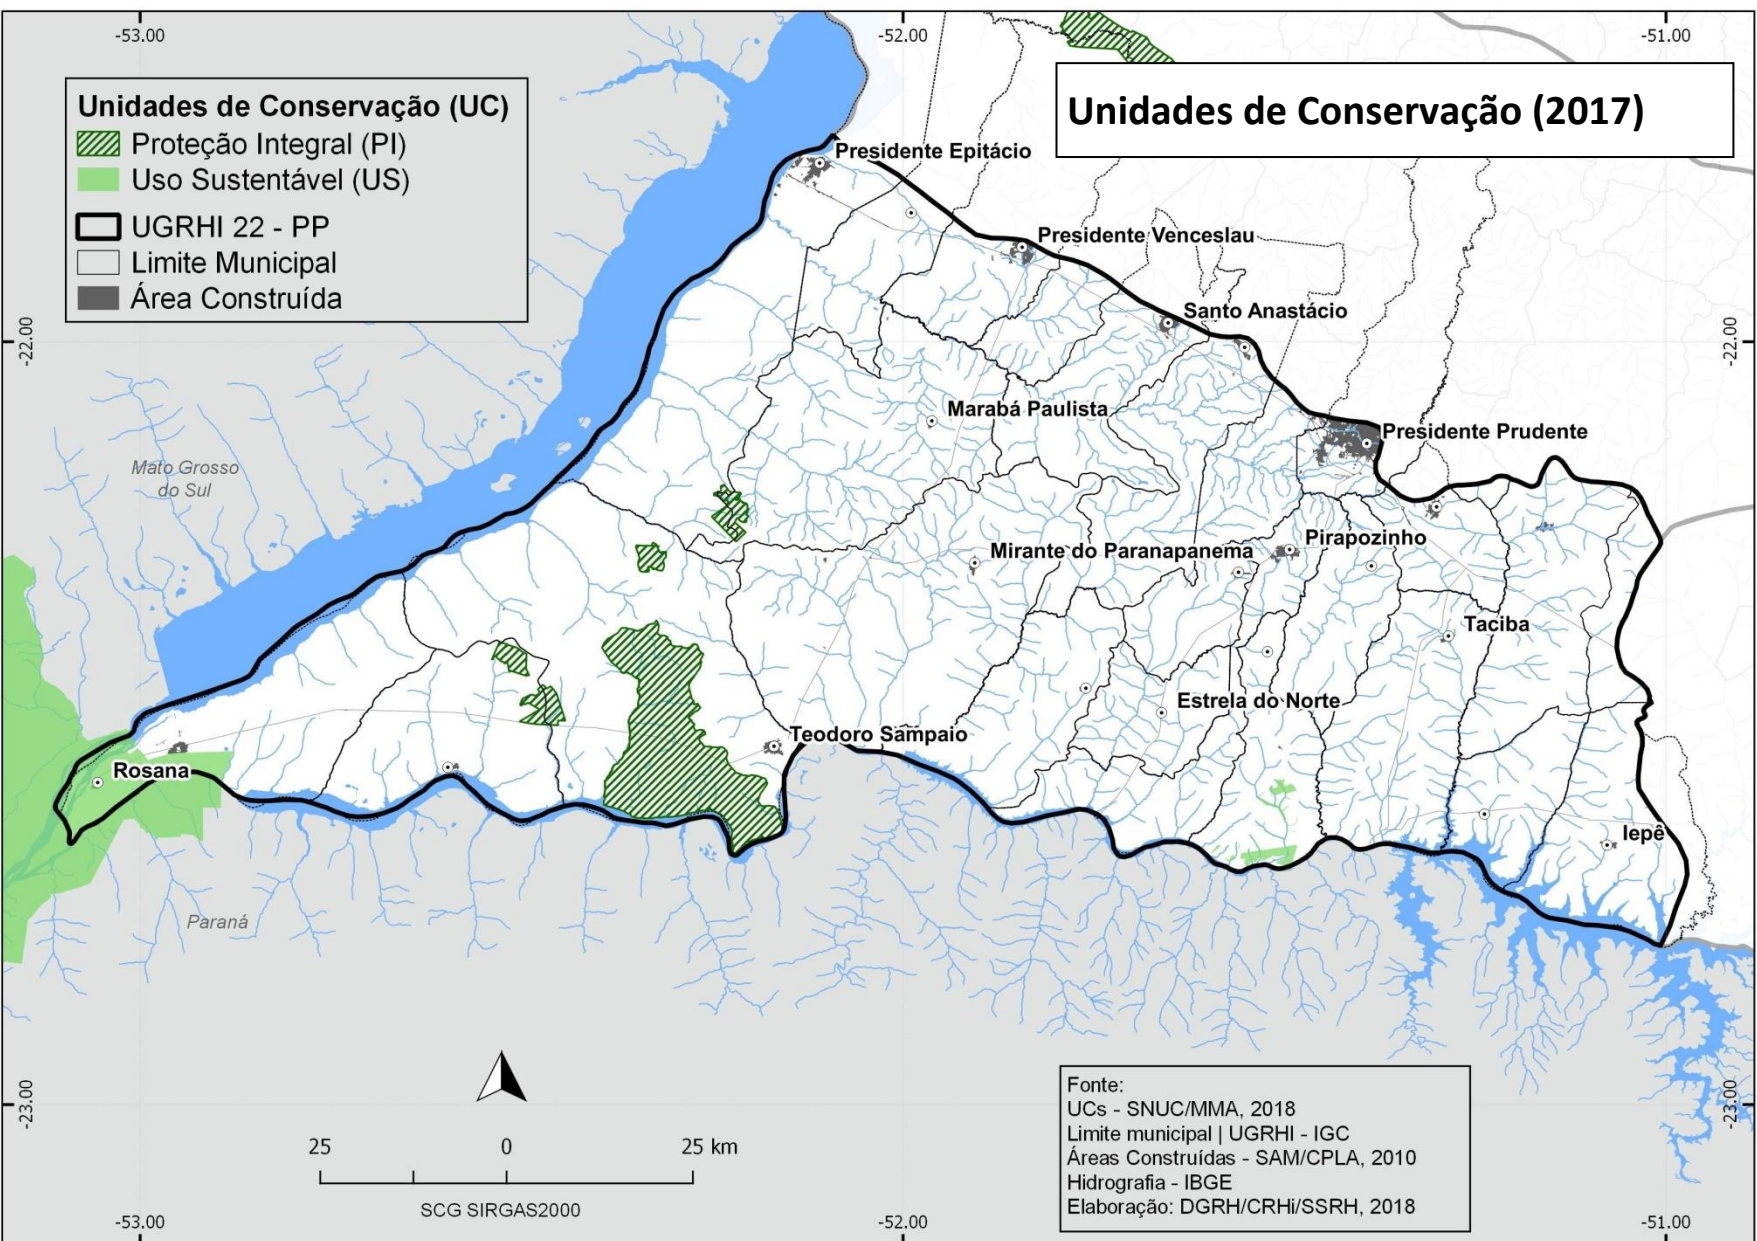 -53.00
-52.00
-51.00
Unidades de Conservação (UC)
Proteção Integral (PI)
Uso Sustentável (US)
UGRHI 22 - PP
Limite Municipal
Área Construída
Unidades de Conservação (2017)
Presidente Epitácio
Presidente Venceslau
Santo Anastácio
-22.00
-22.00
Marabá Paulista
Presidente Prudente
Mato Grosso
do Sul
Pirapozinho
Mirante do Paranapanema
Taciba
Estrela do Norte
Teodoro Sampaio
Rosana
Iepê
Paraná
-23.00
-23.00
Fonte:
UCs - SNUC/MMA, 2018
Limite municipal | UGRHI - IGC
Áreas Construídas - SAM/CPLA, 2010
Hidrografia - IBGE
Elaboração: DGRH/CRHi/SSRH, 2018
25 0 25 km
SCG SIRGAS2000
-53.00
-52.00
-51.00